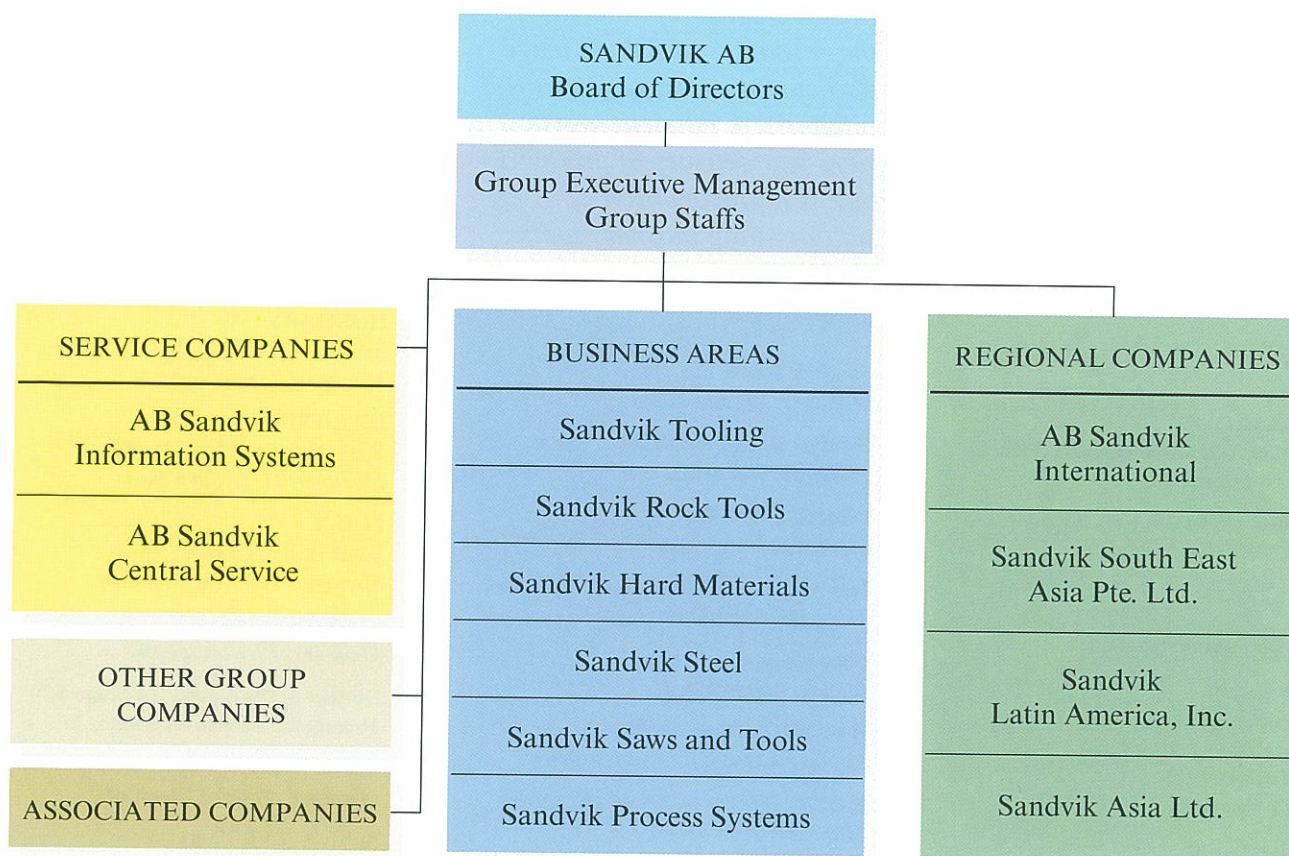 SANDVIK AB
Board of Directors
Group Executive Management
Group Staffs
SERVICE COMPANIES
AB Sandvik
Information Systems
AB Sandvik
Central Service
OTHER GROUP
COMPANIES
ASSOCIATED COMPANIES
BUSINESS AREAS
Sandvik Tooling
Sandvik Rock Tools
Sandvik Hard Materials
Sandvik Steel
Sandvik Saws and Tools
Sandvik Process Systems
REGIONAL COMPANIES
AB Sandvik
International
Sandvik South East
Asia Pte. Ltd.
Sandvik
Latin America, Inc.
Sandvik Asia Ltd.